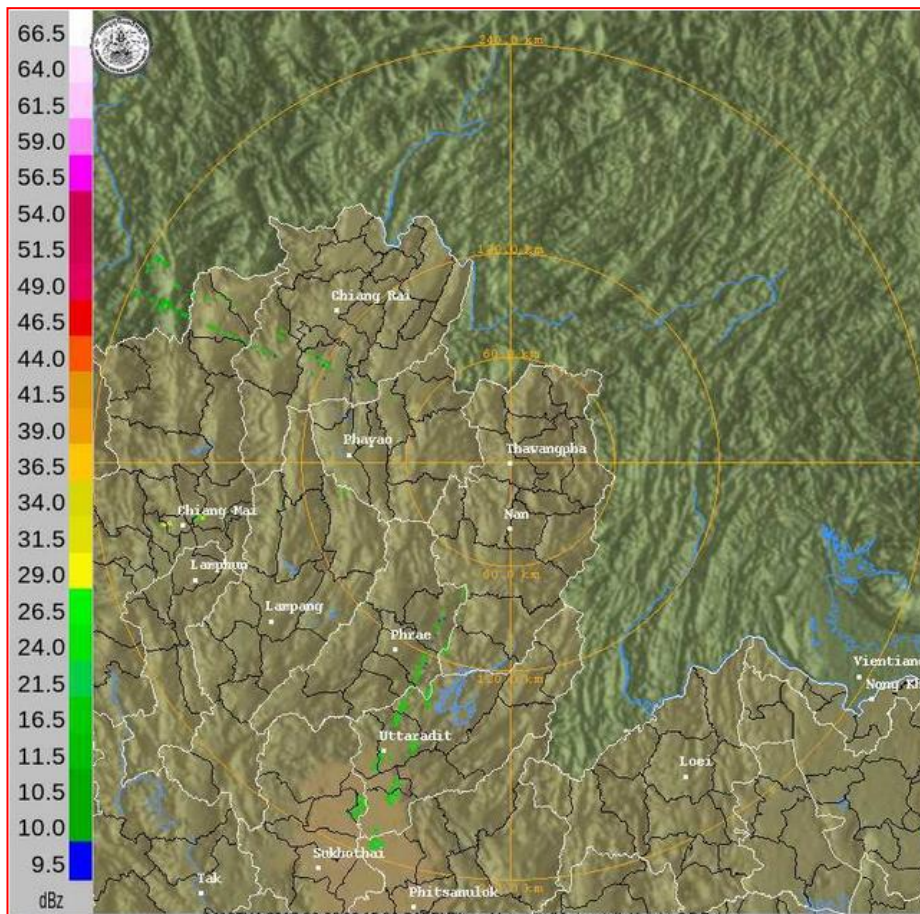 66.5
64.0
61.5
59.0
56.5
54.0
51.5
49.0
46.5
44.0
41.5
39.0
36.5
34.0
31.5
29.0
26.5
24.0
21.5
16.5
11.5
10.5
10.0
9.5
dBz
240.0 km
Chiang Rai
60.0 km
Phayao
Thawangpha
Chiang Mai
Nan
Lamphun
60.0 km
Lampang
Phrae
Vientiane
120.0 km
Nong Kh
Uttaradit
Loei
Sukhothai
Tak
Phitsanulok